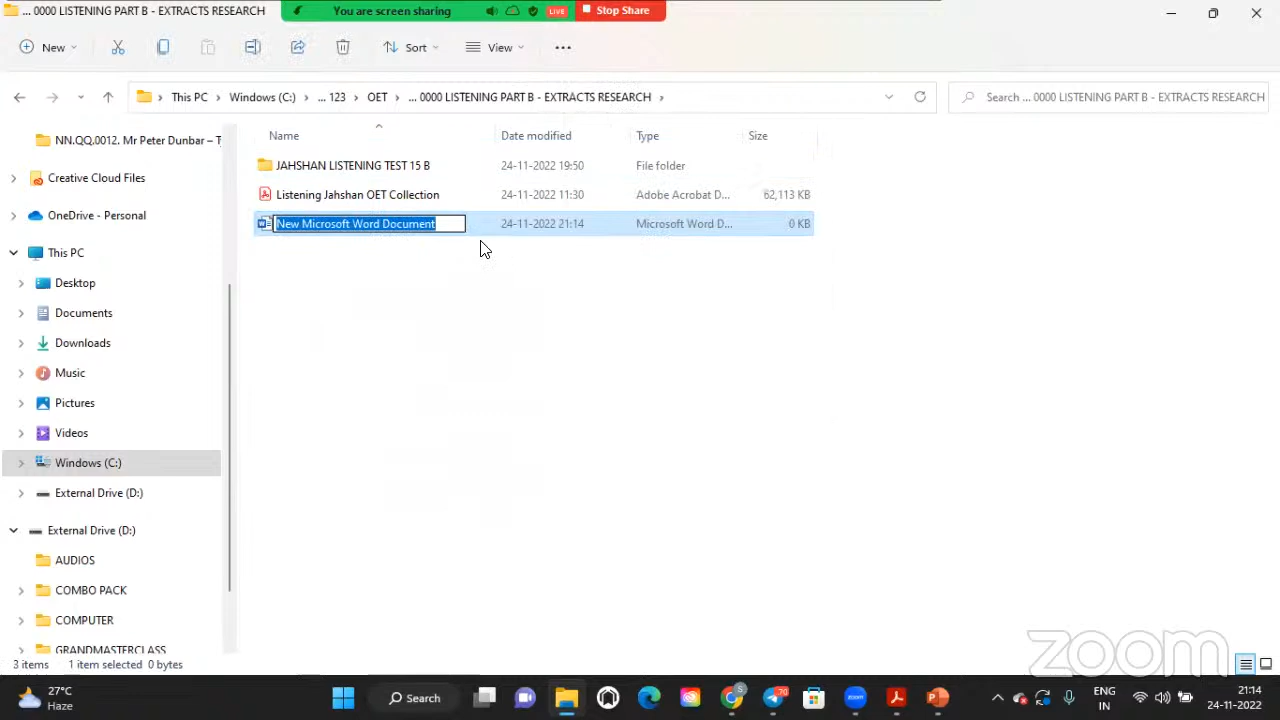 ... 0000 LISTENING PART B - EXTRACTS RESEARCH
You are screen sharing
LIVE
Stop Share
New
Sort
View
This PC
Windows (C:)
... 123
OET
... 0000 LISTENING PART B - EXTRACTS RESEARCH
Search ... 0000 LISTENING PART B - EXTRACTS RESEARCH
Name
Date modified
Type
Size
JAHSHAN LISTENING TEST 15 B
24-11-2022 19:50
File folder
Listening Jahshan OET Collection
24-11-2022 11:30
Adobe Acrobat D...
62,113 KB
New Microsoft Word Document
24-11-2022 21:14
Microsoft Word D...
0 KB
NN.QQ,0012. Mr Peter Dunbar – Ty
Creative Cloud Files
OneDrive - Personal
This PC
Desktop
Documents
Downloads
Music
Pictures
Videos
Windows (C:)
External Drive (D:)
External Drive (D:)
AUDIOS
COMBO PACK
COMPUTER
GRANDMASTERCLASS
3 items
1 item selected 0 bytes
zoom
27°C
Haze
Search
S
70
zoom
ENG
IN
21:14
24-11-2022